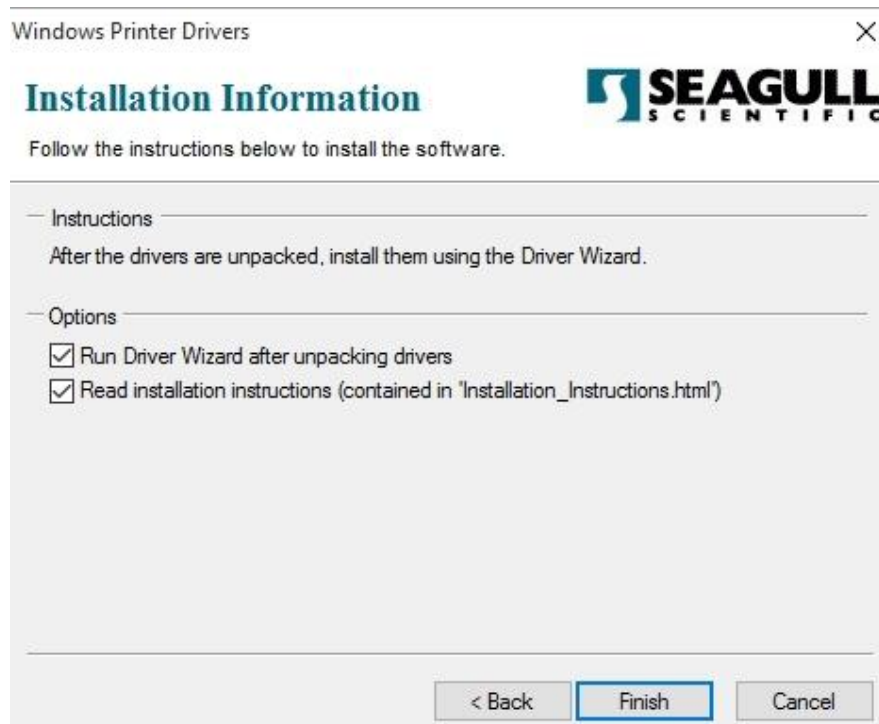 Windows Printer Drivers
Installation Information
SEAGULL
SCIENTIFIC
Follow the instructions below to install the software.
Instructions
After the drivers are unpacked, install them using the Driver Wizard.
Options
Run Driver Wizard after unpacking drivers
Read installation instructions (contained in 'Installation_Instructions.html')
< Back Finish Cancel